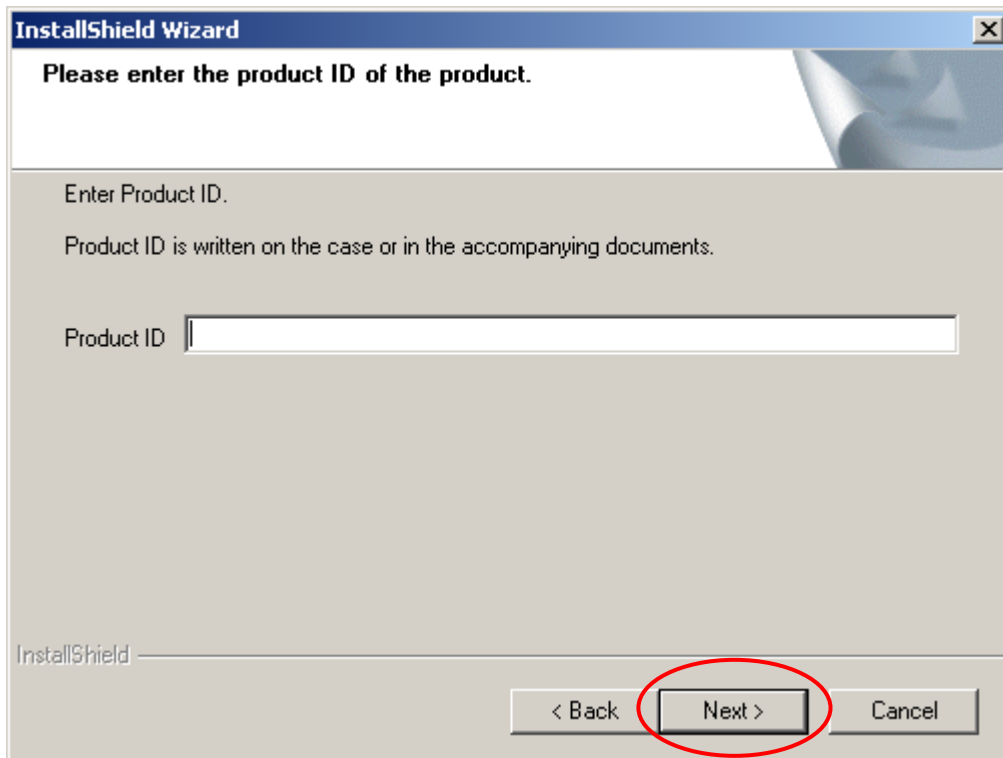 InstallShield Wizard
Please enter the product ID of the product.
Enter Product ID.
Product ID is written on the case or in the accompanying documents.
Product ID
InstallShield
< Back Next > Cancel